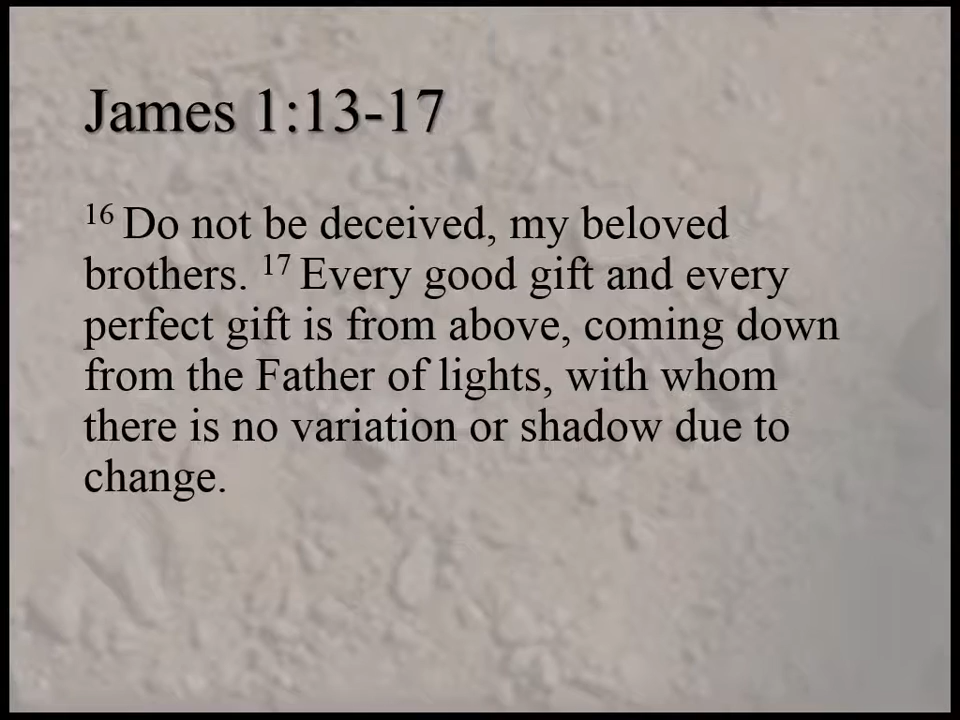 James 1:13-17
16 Do not be deceived, my beloved
brothers. 17 Every good gift and every
perfect gift is from above, coming down
from the Father of lights, with whom
there is no variation or shadow due to
change.